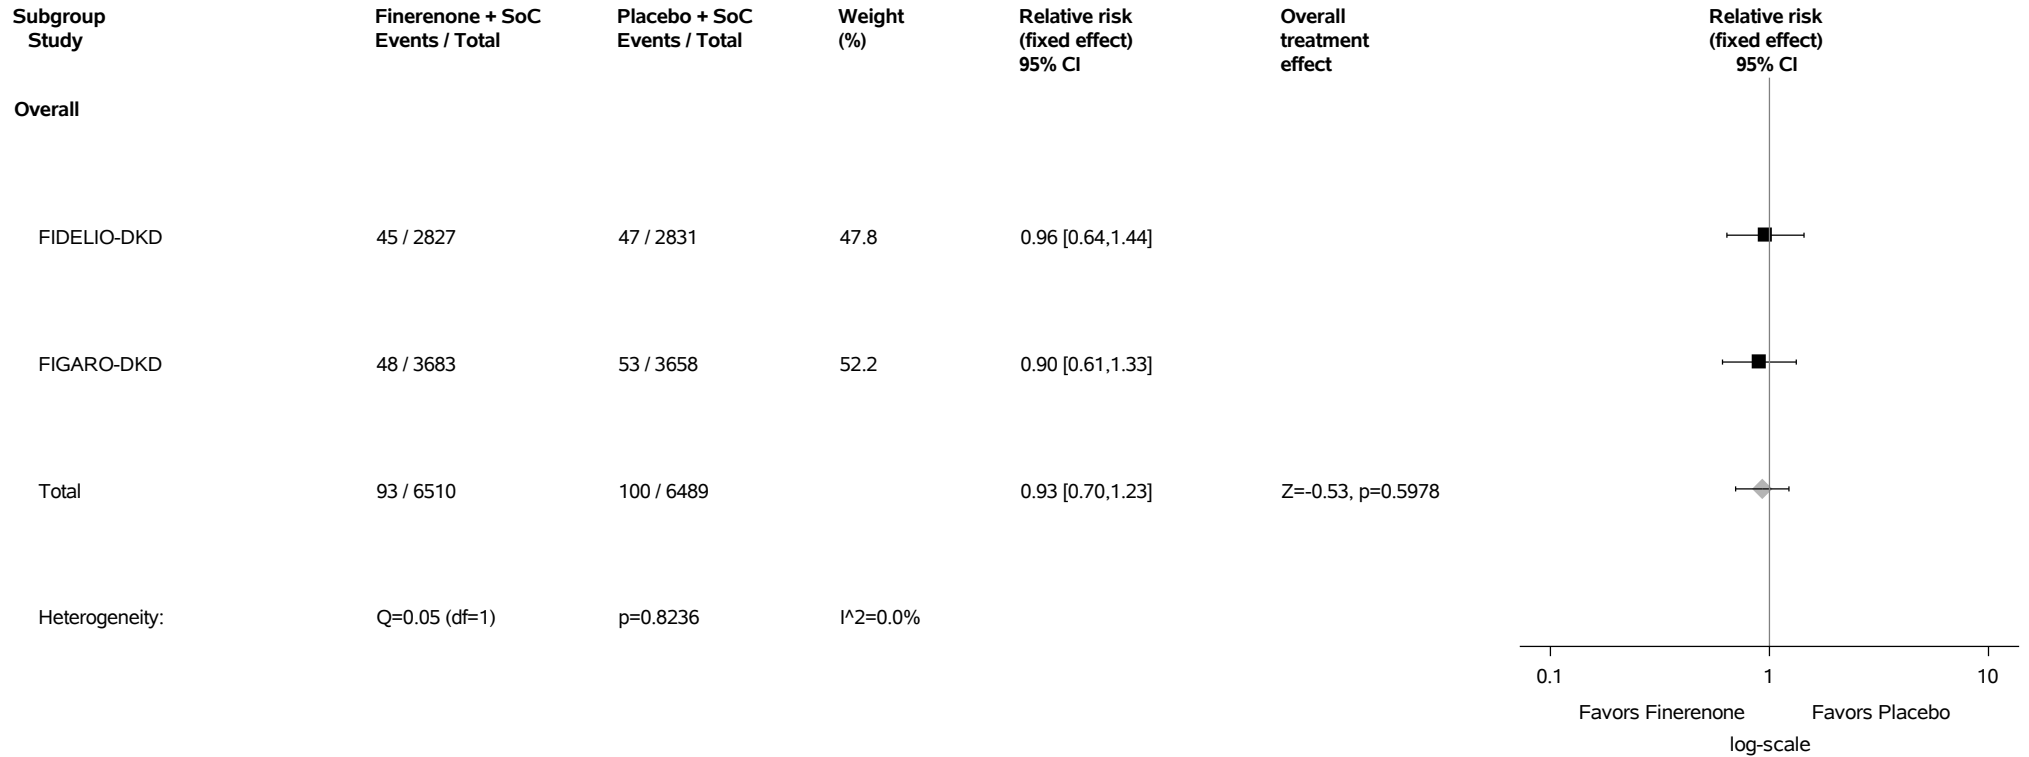 Subgroup Finerenone + SoC Placebo + SoC Weight Relative risk Overall Relative risk
Study Events / Total Events / Total (%) (fixed effect) treatment (fixed effect)
95% CI effect 95% CI
Overall
FIDELIO-DKD 45 / 2827 47 / 2831 47.8 0.96 [0.64,1.44]
FIGARO-DKD 48 / 3683 53 / 3658 52.2 0.90 [0.61,1.33]
Total 93 / 6510 100 / 6489 0.93 [0.70,1.23] Z=-0.53, p=0.5978
Heterogeneity: Q=0.05 (df=1) p=0.8236 I^2=0.0%
0.1 1 10
Favors Finerenone Favors Placebo
log-scale